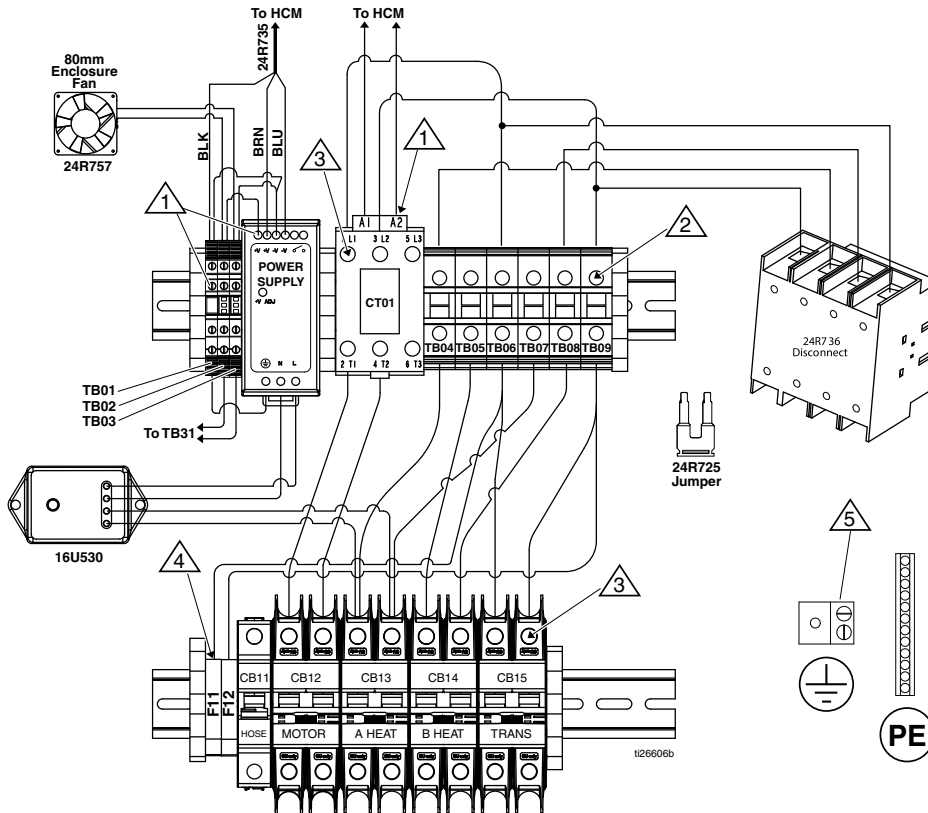 To HCM
To HCM
24R735
80mm
Enclosure
Fan
24R757
BLK
BRN
BLU
1
3
1
2
A1
A2
1 L1
3 L2
5 L3
+V
+V
-V
-V
POWER
SUPPLY
+V ADJ
N
L
CT01
2 T1
4 T2
6 T3
TB04
TB05
TB06
TB07
TB08
TB09
24R736
Disconnect
TB01
TB02
TB03
To TB31
24R725
Jumper
16U530
4
3
5
F11
F12
CB11
CB12
CB13
CB14
CB15
HOSE
MOTOR
A HEAT
B HEAT
TRANS
ti26606b
PE